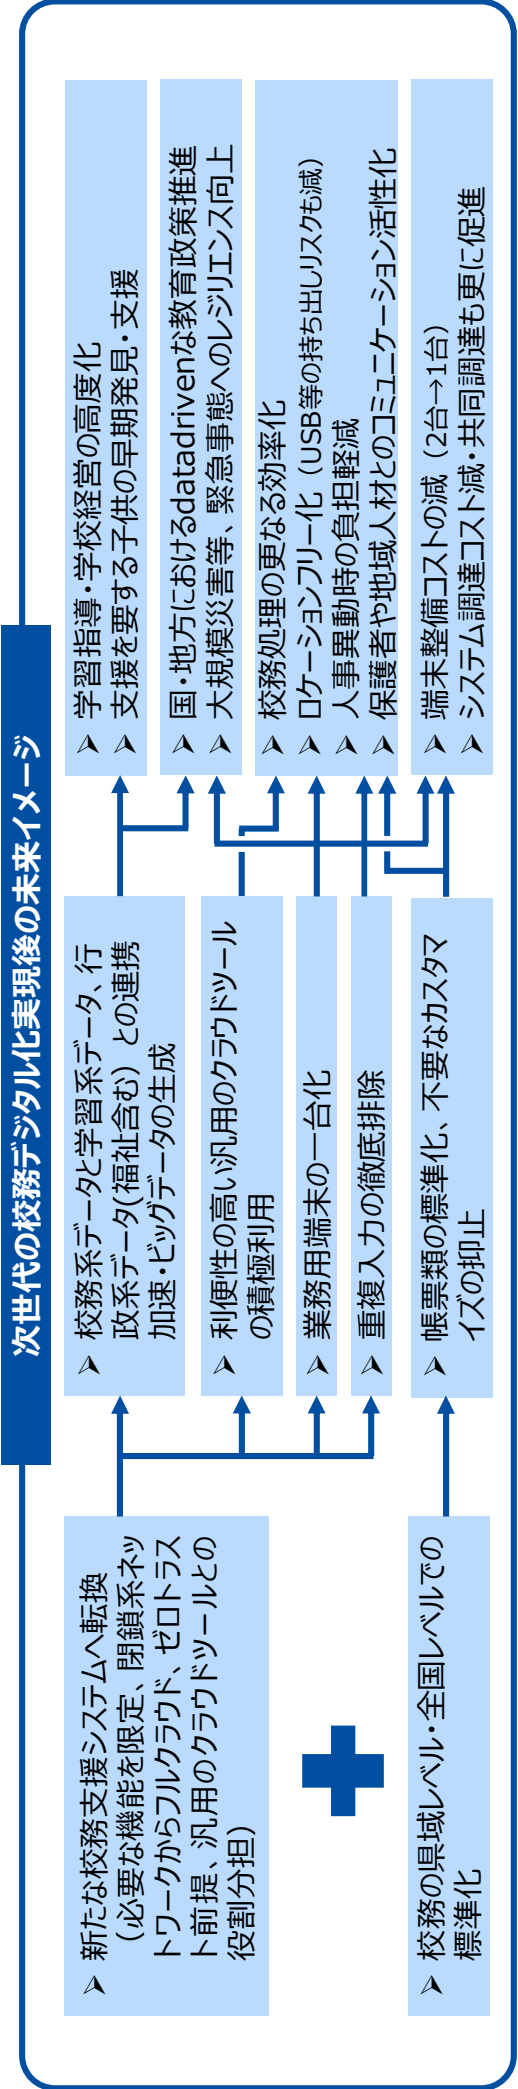 次世代の校務デジタル化実現後の未来イメージ
新たな校務支援システムへ転換
（必要な機能を限定、閉鎖系ネッ
トワークからフルクラウド、ゼロトラス
ト前提、汎用のクラウドツールとの
役割分担）
校務の県域レベル・全国レベルでの
標準化
校務系データと学習系データ、行
政系データ(福祉含む）との連携
加速・ビッグデータの生成
利便性の高い汎用のクラウドツール
の積極利用
業務用端末の一台化
重複入力の徹底排除
帳票類の標準化、不要なカスタマ
イズの抑止
学習指導・学校経営の高度化
支援を要する子供の早期発見・支援
国・地方におけるdatadrivenな教育政策推進
大規模災害等、緊急事態へのレジリエンス向上
校務処理の更なる効率化
ロケーションフリー化（USB等の持ち出しリスクも減）
人事異動時の負担軽減
保護者や地域人材とのコミュニケーション活性化
端末整備コストの減（2台→1台）
システム調達コスト減・共同調達も更に促進